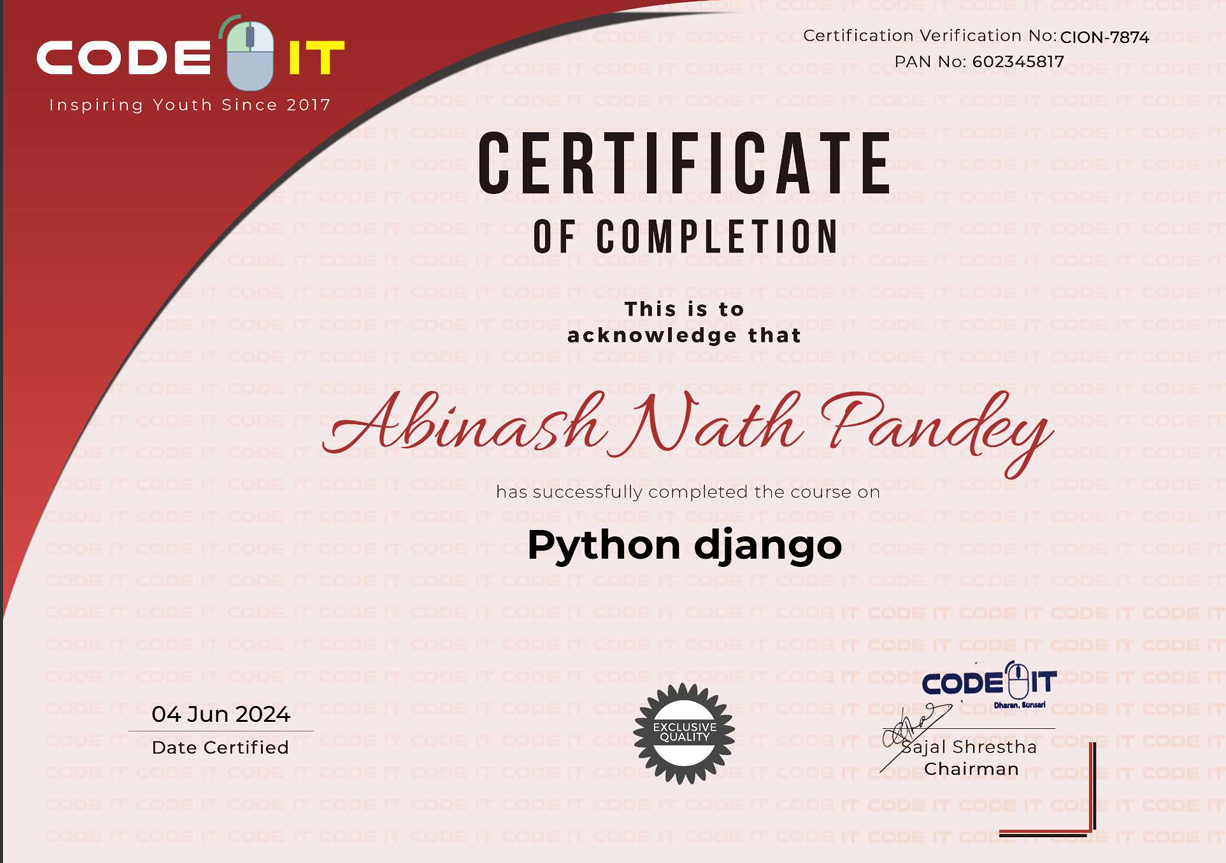 CODE IT
Inspiring Youth Since 2017
Certification Verification No: CION-7874
PAN No: 602345817
CERTIFICATE
OF COMPLETION
This is to
acknowledge that
Abinash Nath Pandey
has successfully completed the course on
Python django
04 Jun 2024
Date Certified
EXCLUSIVE
QUALITY
CODE IT
Dharan, Sunsari
Sajal Shrestha
Chairman